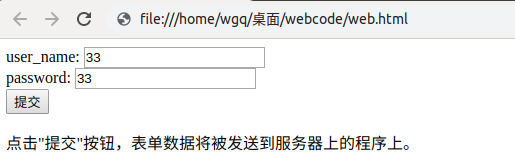 file:///home/wgq/桌面/webcode/web.html
user_name: 33
password: 33
提交
点击"提交"按钮，表单数据将被发送到服务器上的程序上。